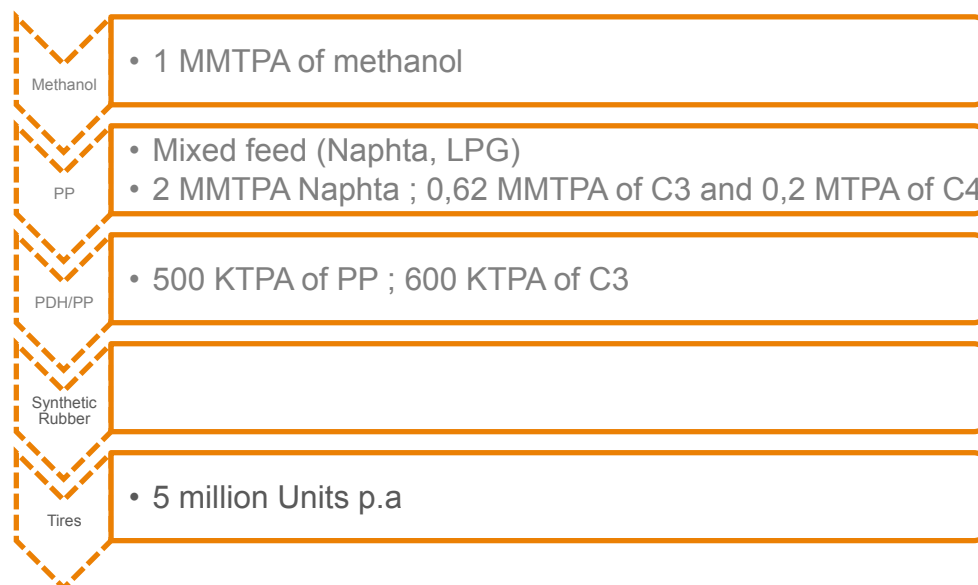 Methanol
• 1 MMTPA of methanol
PP
• Mixed feed (Naphta, LPG)
• 2 MMTPA Naphta ; 0,62 MMTPA of C3 and 0,2 MTPA of C4
PDH/PP
• 500 KTPA of PP ; 600 KTPA of C3
Synthetic
Rubber
Tires
• 5 million Units p.a